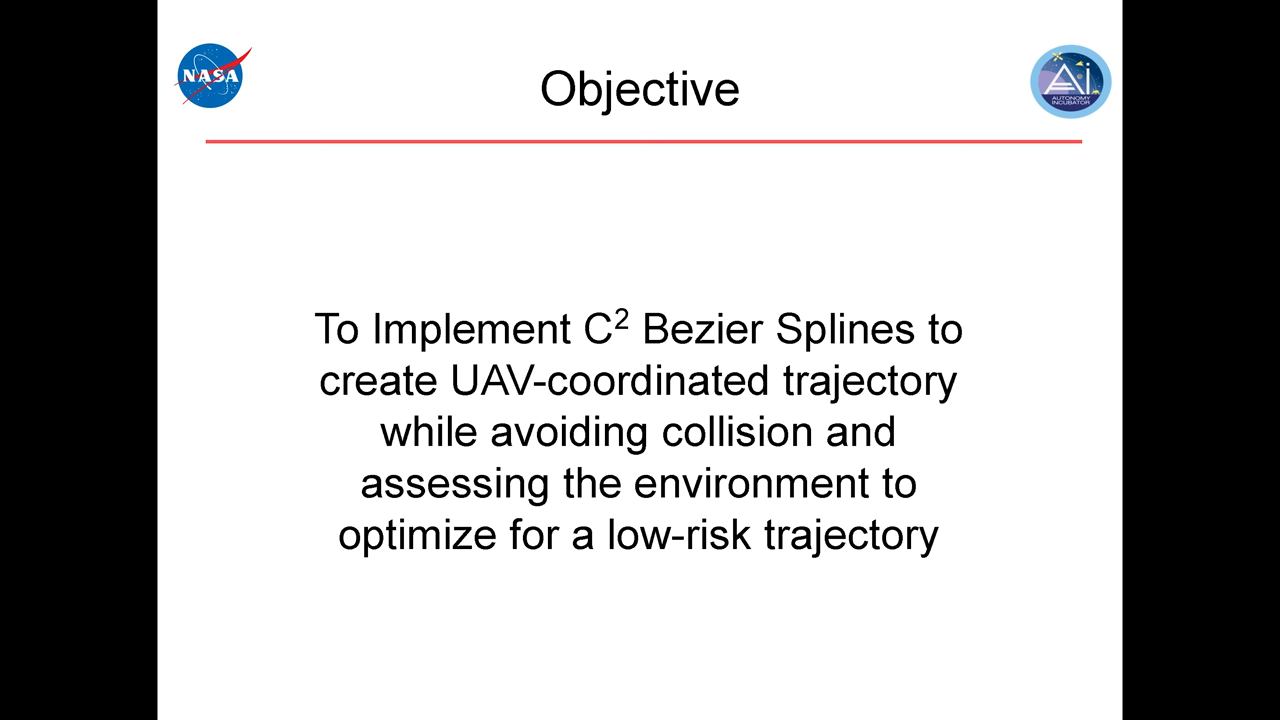 NASA
Objective
Ai
AUTONOMY
INCUBATOR
To Implement C² Bezier Splines to
create UAV-coordinated trajectory
while avoiding collision and
assessing the environment to
optimize for a low-risk trajectory